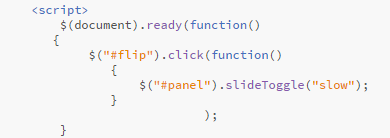 <script>
$(document).ready(function()
{
$("#flip").click(function()
{
$("#panel").slideToggle("slow");
}
);
}